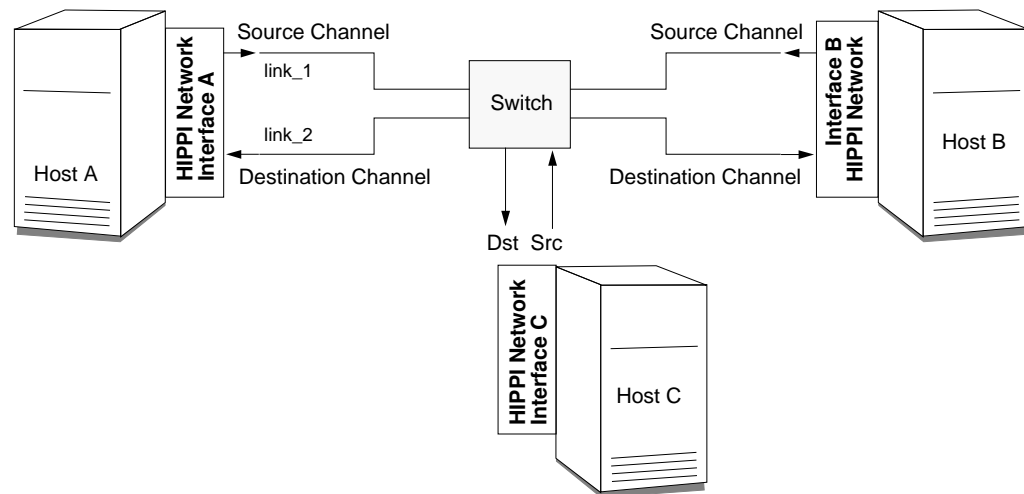 Source Channel
link_1
link_2
Destination Channel
HIPPI Network
Interface A
Host A
Switch
Source Channel
Destination Channel
Interface B
HIPPI Network
Host B
Dst Src
HIPPI Network
Interface C
Host C